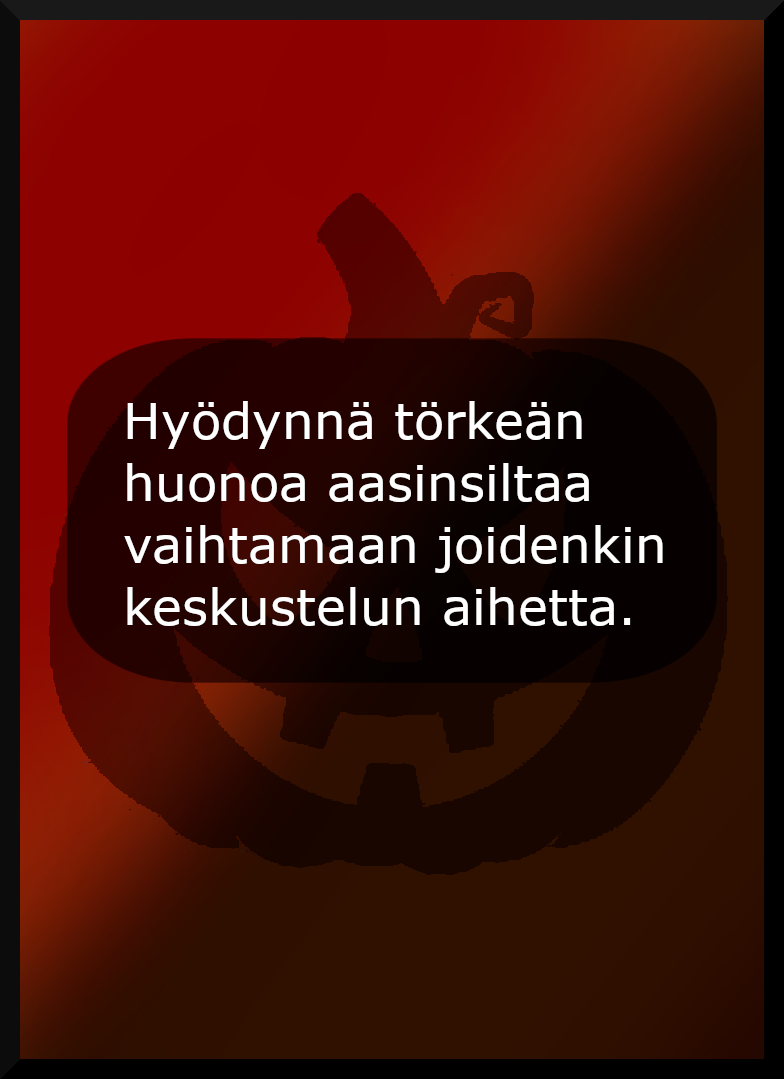 Hyödynnä törkeän
huonoa aasinsiltaa
vaihtamaan joidenkin
keskustelun aihetta.